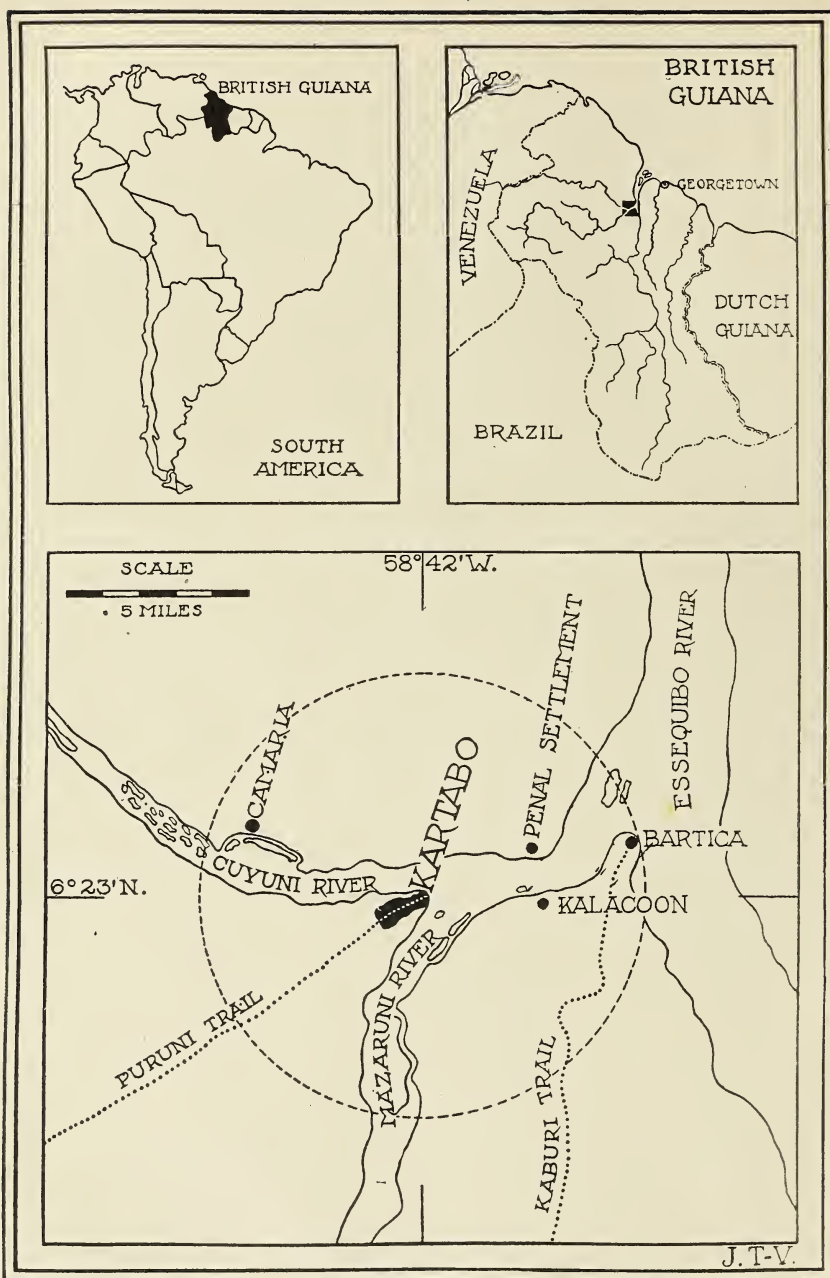 BRITISH GUIANA
SOUTH
AMERICA
BRITISH
GUIANA
VENEZUELA
GEORGETOWN
DUTCH
GUIANA
BRAZIL
SCALE
5 MILES
58°42'W.
CAMARIA
KARTABO
PENAL SETTLEMENT
ESSEQUIBO RIVER
BARTICA
CUYUNI RIVER
6°23'N.
KALACOON
MAZARUNI RIVER
PURUNI TRAIL
KABURI TRAIL
J.T-V.